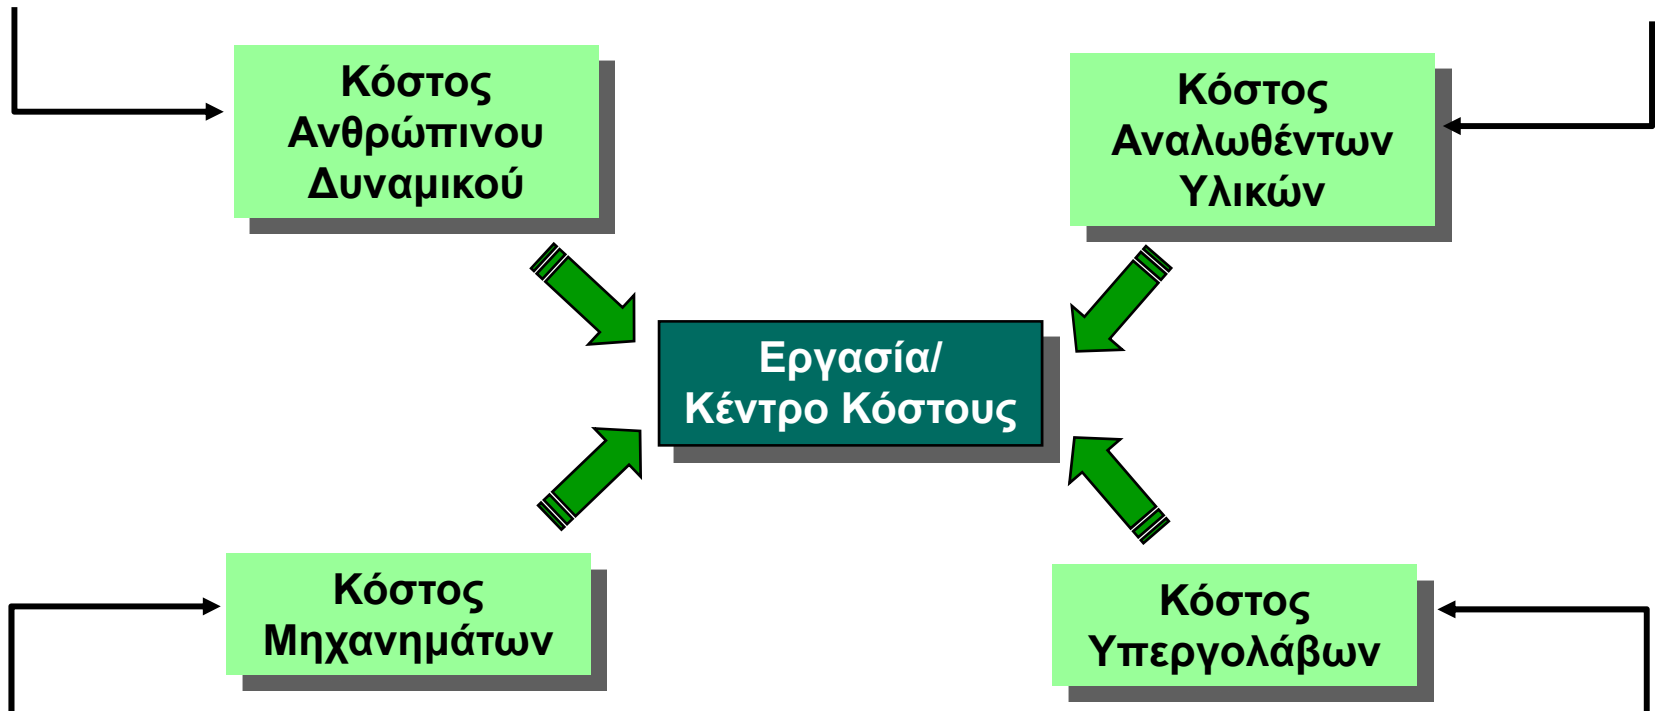 Κόστος
Ανθρώπινου
Δυναμικού
Κόστος
Αναλωθέντων
Υλικών
Εργασία/
Κέντρο Κόστους
Κόστος
Μηχανημάτων
Κόστος
Υπεργολάβων